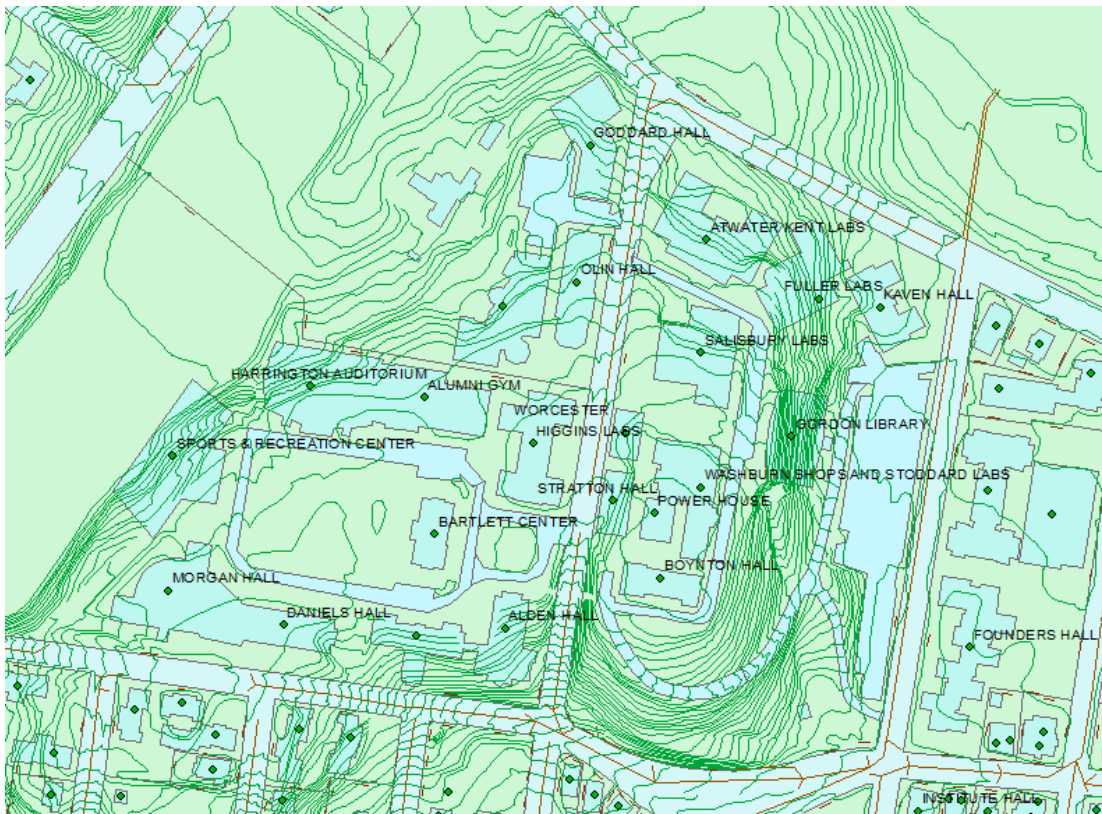 GODDARD HALL
ATWATER KENT LABS
OLIN HALL
FULLER LABS
KAVEN HALL
SALISBURY LABS
HARRINGTON AUDITORIUM
ALUMNI GYM
WORCESTER
HIGGINS LABS
GORDON LIBRARY
SPORTS & RECREATION CENTER
WASHBURN SHOPS AND STODDARD LABS
STRATTON HALL
POWER HOUSE
BARTLETT CENTER
BOYNTON HALL
MORGAN HALL
DANIELS HALL
ALDEN HALL
FOUNDERS HALL
INSTITUTE HALL